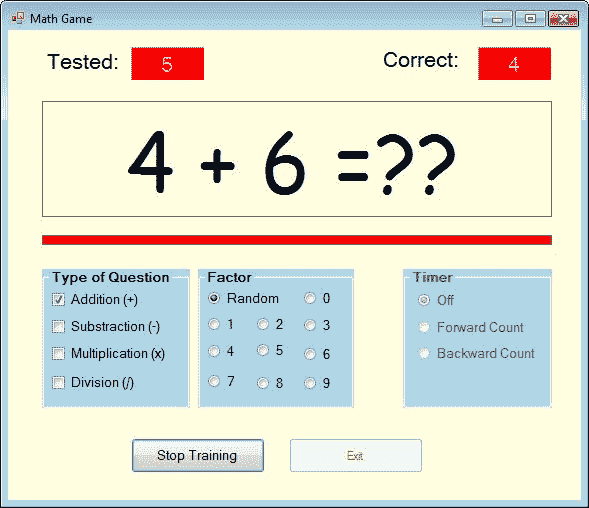 Math Game
Tested: 5 Correct: 4
4 + 6 =??
Type of Question Factor Timer
Addition (+) Random 0 Off
Substraction (-) 1 2 3 Forward Count
Multiplication (x) 4 5 6 Backward Count
Division (/) 7 8 9
Stop Training Exit